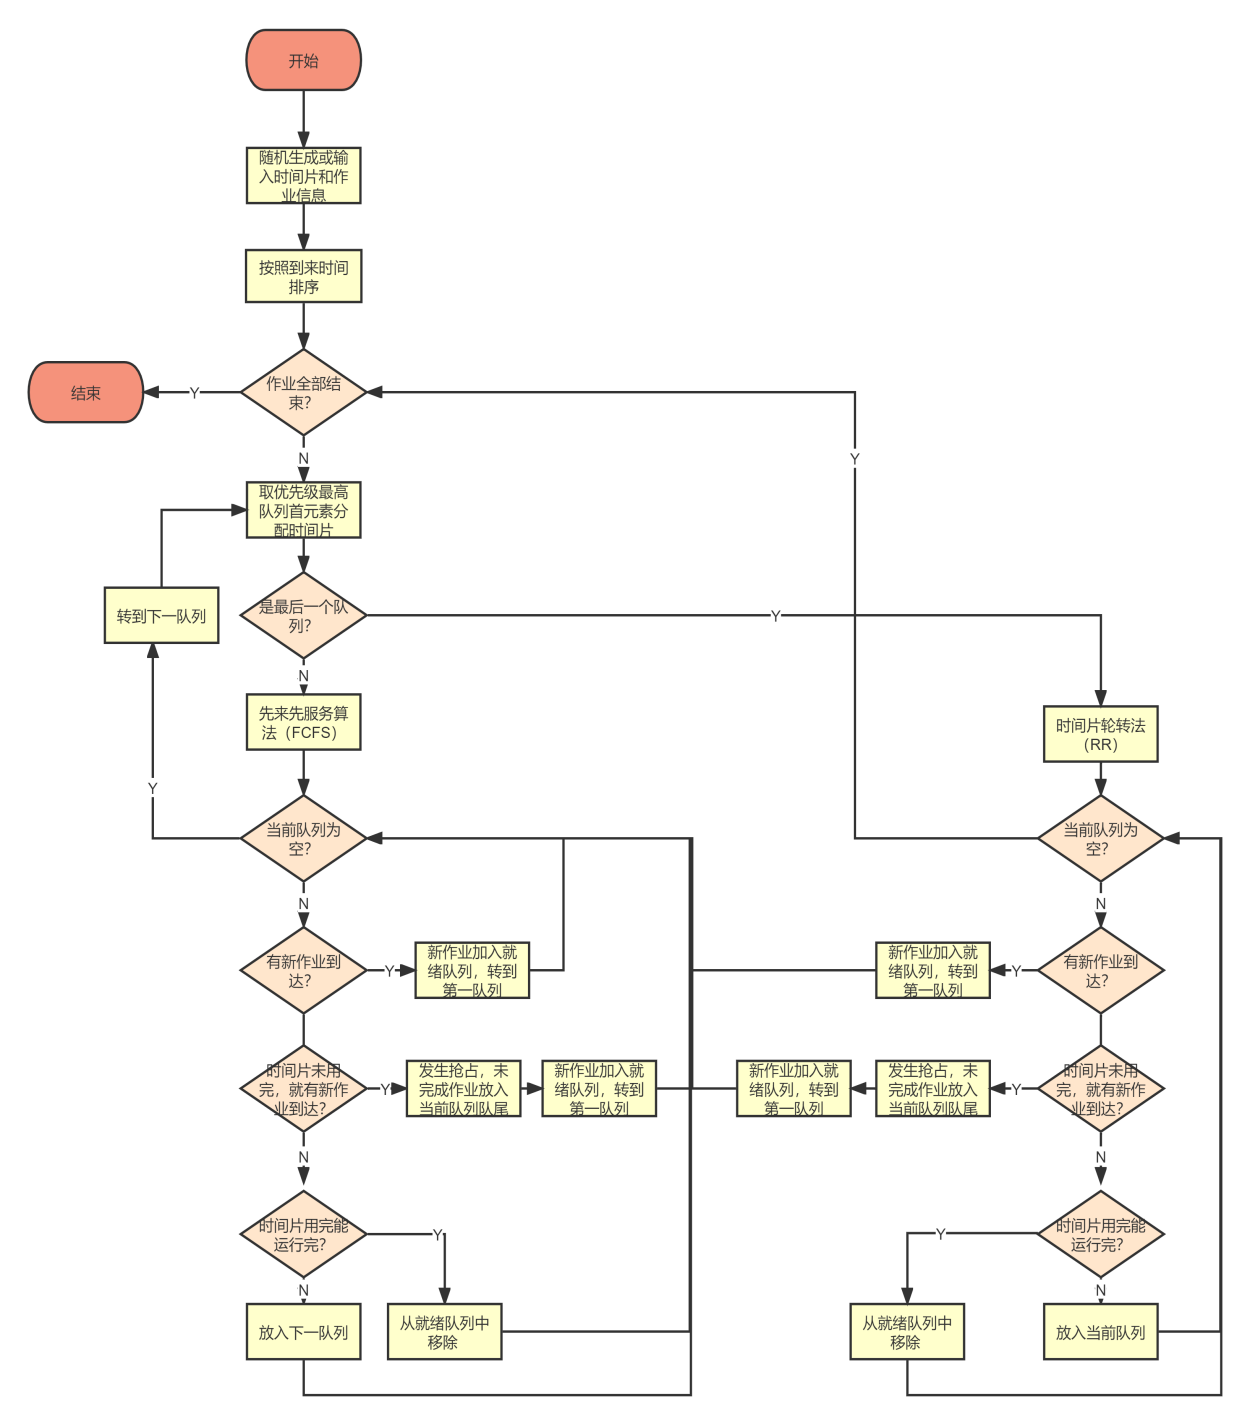 开始
随机生成或输
入时间片和作
业信息
按照到来时间
排序
作业全部结
束?
Y
结束
N
Y
取优先级最高
队列首元素分
配时间片
转到下一队列
是最后一个队
列?
Y
N
先来先服务算
法（FCFS）
时间片轮转法
（RR）
Y
当前队列为
空?
当前队列为
空?
N
N
有新作业到
达?
Y
新作业加入就
绪队列，转到
第一队列
新作业加入就
绪队列，转到
第一队列
Y
有新作业到
达?
时间片未用
完，就有新作
业到达?
Y
发生抢占，未
完成作业放入
当前队列队尾
新作业加入就
绪队列，转到
第一队列
新作业加入就
绪队列，转到
第一队列
发生抢占，未
完成作业放入
当前队列队尾
Y
时间片未用
完，就有新作
业到达?
N
N
时间片用完能
运行完?
Y
Y
时间片用完能
运行完?
N
N
放入下一队列
从就绪队列中
移除
从就绪队列中
移除
放入当前队列